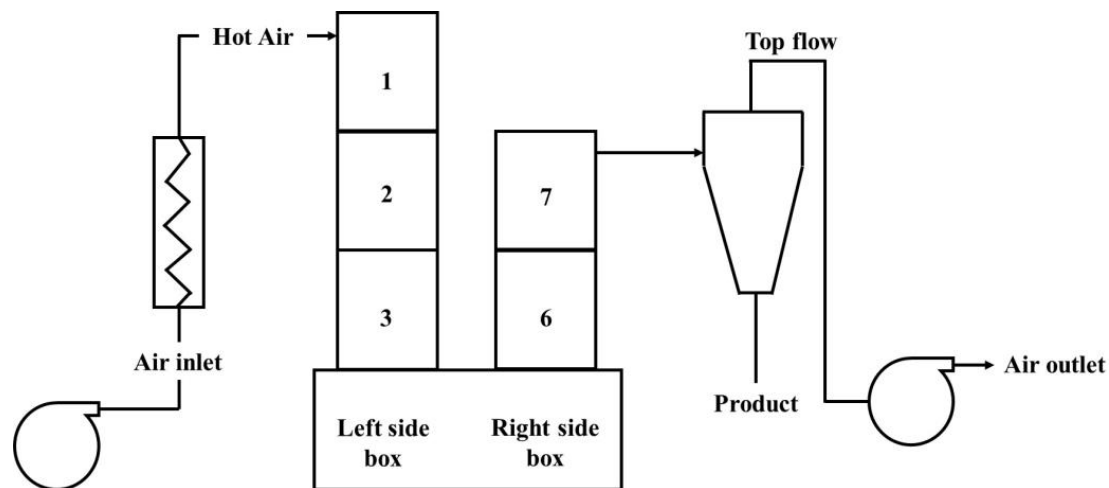 Hot Air
Top flow
1
2
7
3
6
Air inlet
Air outlet
Product
Left side
box
Right side
box